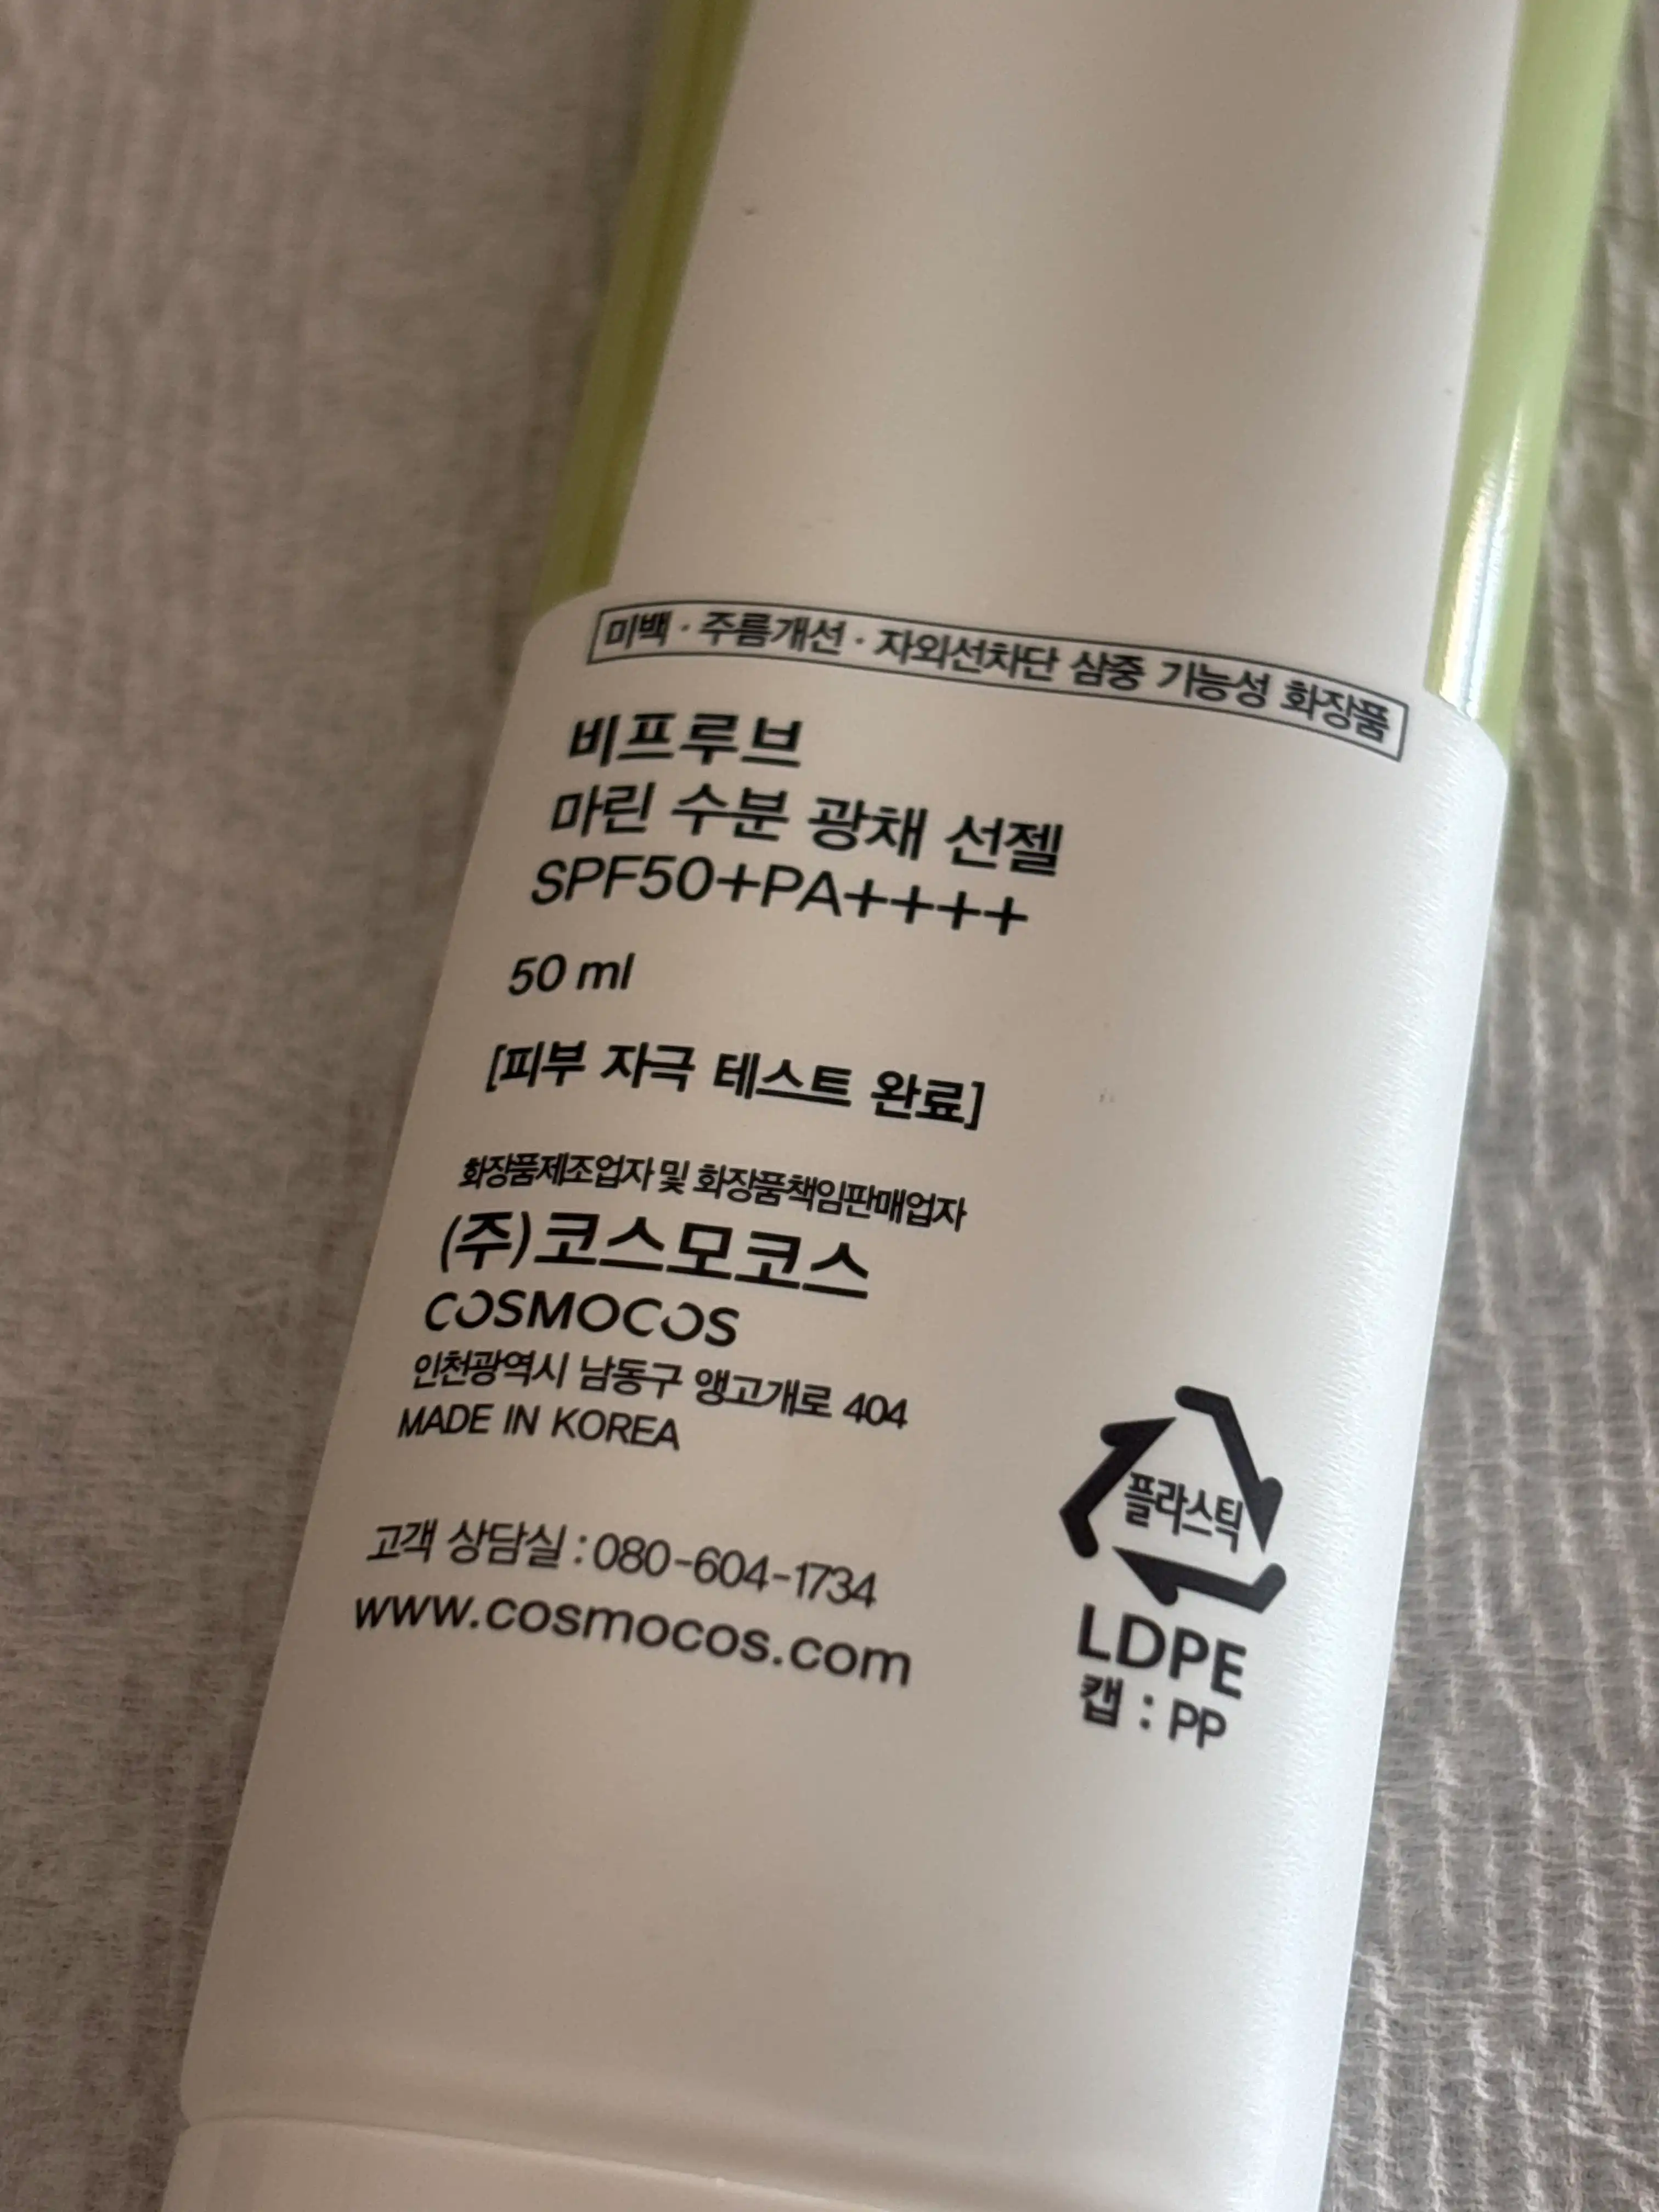 미백 · 주름개선 · 자외선차단 삼중 기능성 화장품
비프루브
마린 수분 광채 선젤
SPF50+PA++++
50 ml
[피부 자극 테스트 완료]
화장품제조업자 및 화장품책임판매업자
(주)코스모코스
COSMOCOS
인천광역시 남동구 앵고개로 404
MADE IN KOREA
고객 상담실 : 080-604-1734
www.cosmocos.com
플라스틱
LDPE
캡 : PP